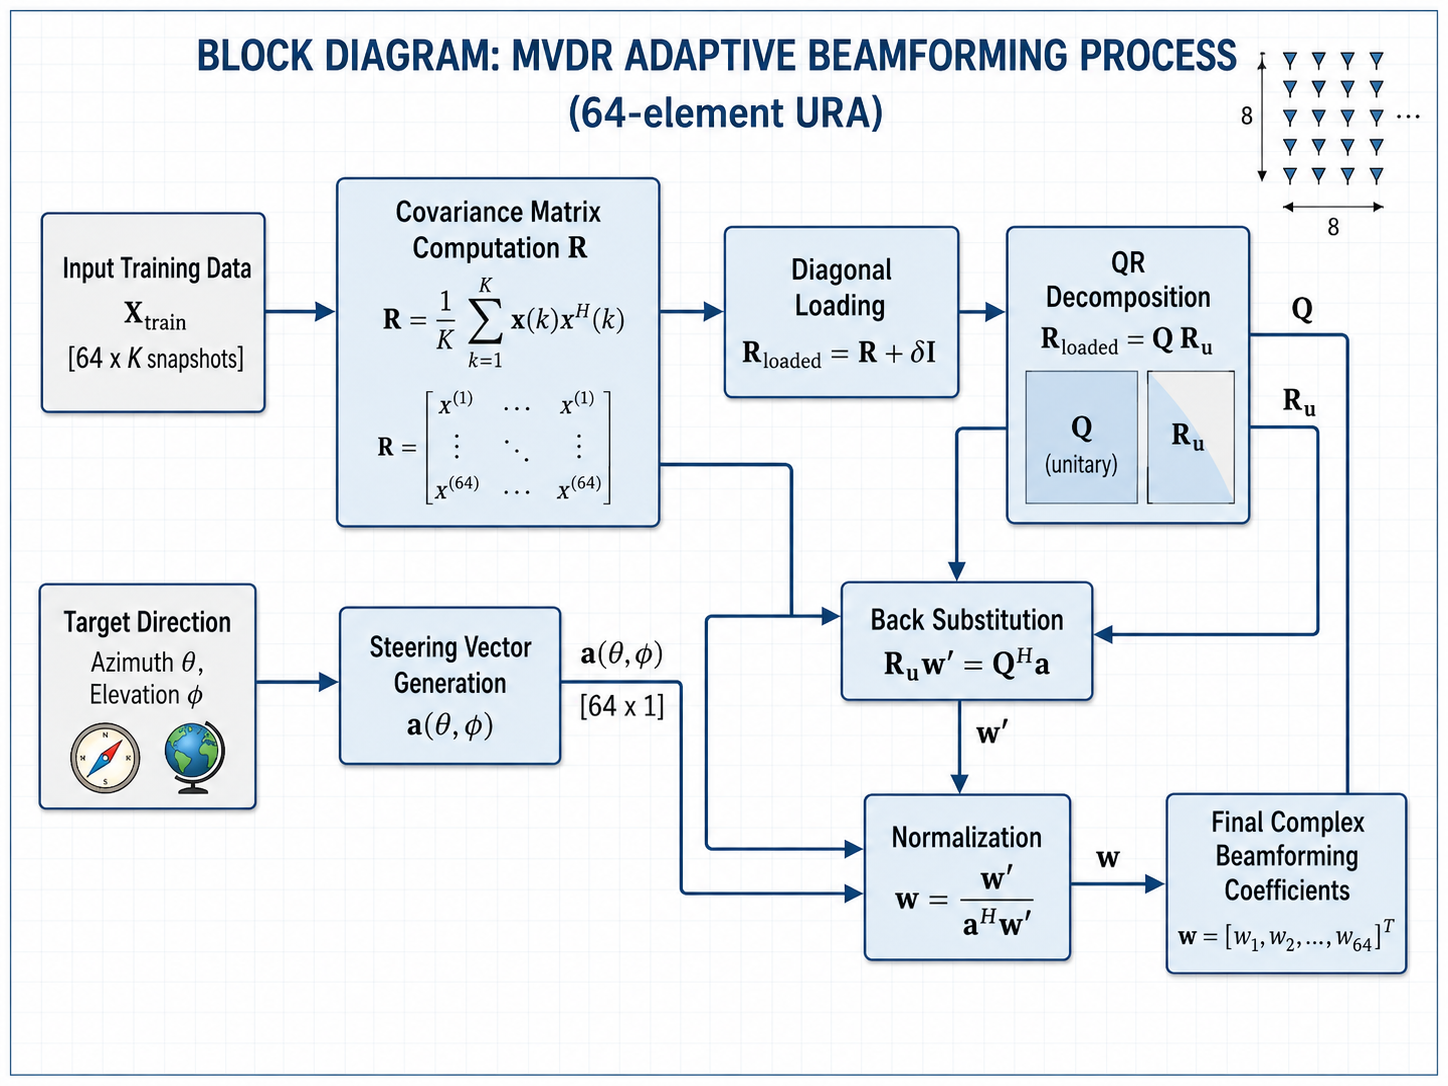 BLOCK DIAGRAM: MVDR ADAPTIVE BEAMFORMING PROCESS
(64-element URA)
8
...
8
Input Training Data
X_train
[64 x K snapshots]
Covariance Matrix
Computation R
R = 1/K ∑_{k=1}^{K} x(k)x^H(k)
R = [
x^(1) ⋯ x^(1)
⋮ ⋱ ⋮
x^(64) ⋯ x^(64)
]
Diagonal
Loading
R_loaded = R + δI
QR
Decomposition
R_loaded = Q R_u
Q
(unitary)
R_u
Q
R_u
Target Direction
Azimuth θ,
Elevation ϕ
N
S
Steering Vector
Generation
a(θ, ϕ)
a(θ, ϕ)
[64 x 1]
Back Substitution
R_u w′ = Q^H a
w′
Normalization
w = w′ / a^H w′
w
Final Complex
Beamforming
Coefficients
w = [w_1, w_2, ..., w_64]^T